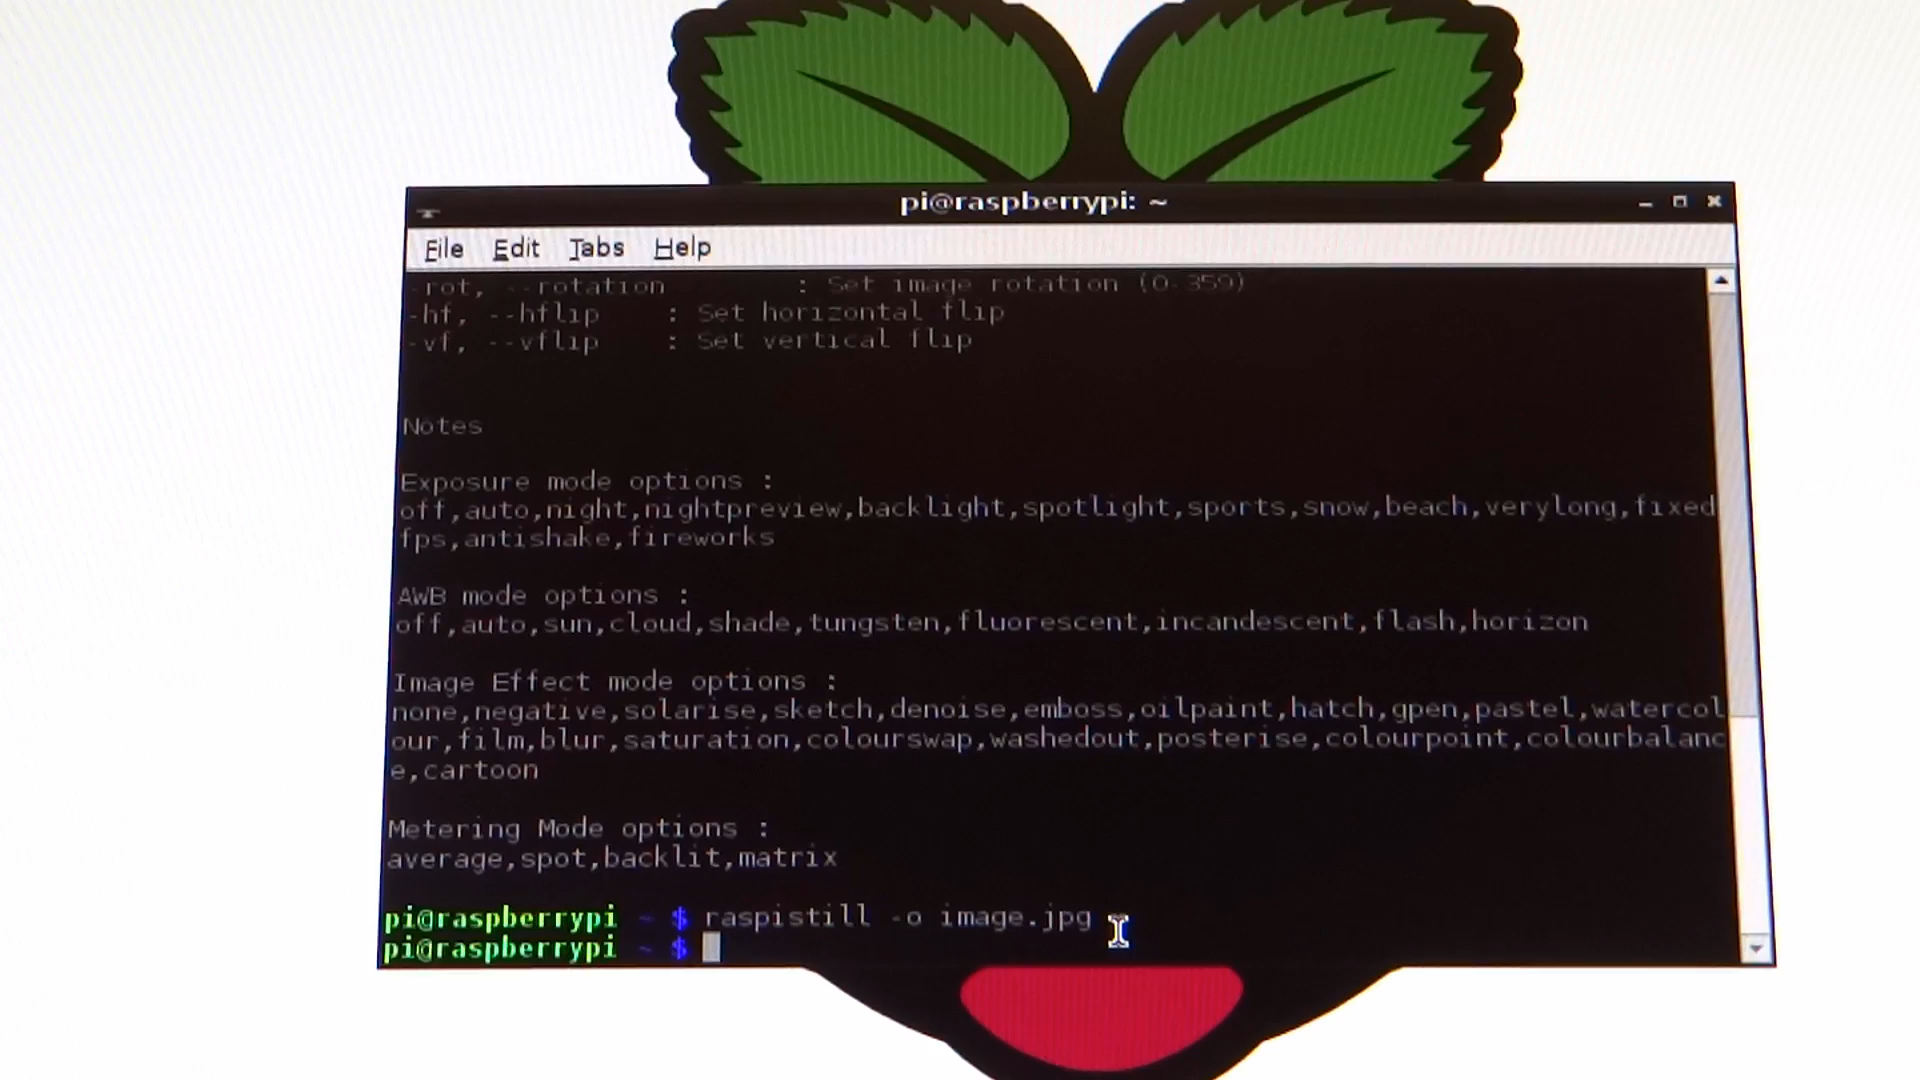 pi@raspberrypi: ~
File Edit Tabs Help
-rot, --rotation : Set image rotation (0-359)
-hf, --hflip : Set horizontal flip
-vf, --vflip : Set vertical flip
Notes
Exposure mode options :
off,auto,night,nightpreview,backlight,spotlight,sports,snow,beach,verylong,fixed
fps,antishake,fireworks
AWB mode options :
off,auto,sun,cloud,shade,tungsten,fluorescent,incandescent,flash,horizon
Image Effect mode options :
none,negative,solarise,sketch,denoise,emboss,oilpaint,hatch,gpen,pastel,watercol
our,film,blur,saturation,colourswap,washedout,posterise,colourpoint,colourbalanc
e,cartoon
Metering Mode options :
average,spot,backlit,matrix
pi@raspberrypi ~ $ raspistill -o image.jpg
pi@raspberrypi ~ $